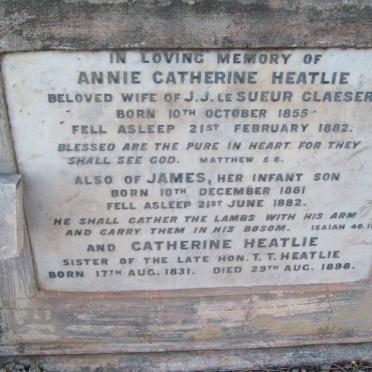 IN LOVING MEMORY OF
ANNIE CATHERINE HEATLIE
BELOVED WIFE OF J.J. LE SUEUR GLAESER
BORN 10TH OCTOBER 1855
FELL ASLEEP 21ST FEBRUARY 1882.
BLESSED ARE THE PURE IN HEART. FOR THEY
SHALL SEE GOD. MATTHEW 5.8.
ALSO OF JAMES, HER INFANT SON
BORN 10TH DECEMBER 1881
FELL ASLEEP 21ST JUNE 1882.
HE SHALL GATHER THE LAMBS WITH HIS ARM
AND CARRY THEM IN HIS BOSOM. ISAIAH 40.11
AND CATHERINE HEATLIE
SISTER OF THE LATE HON. T.T. HEATLIE
BORN 17TH AUG. 1831. DIED 29TH AUG. 1898.